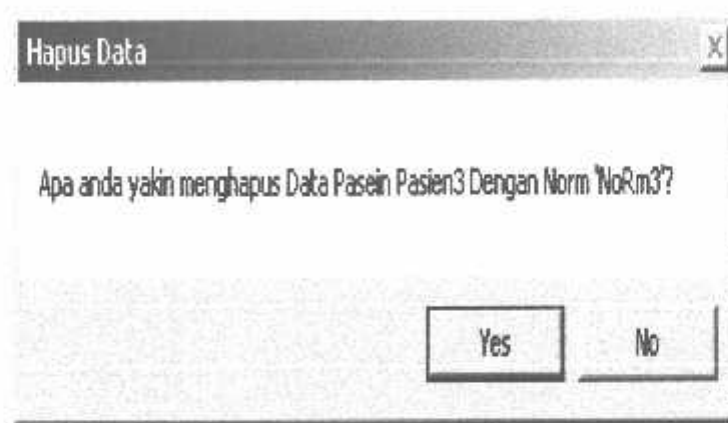 Hapus Data
X
Apa anda yakin menghapus Data Pasein Pasien3 Dengan Norm 'NoRm3'?
Yes
No